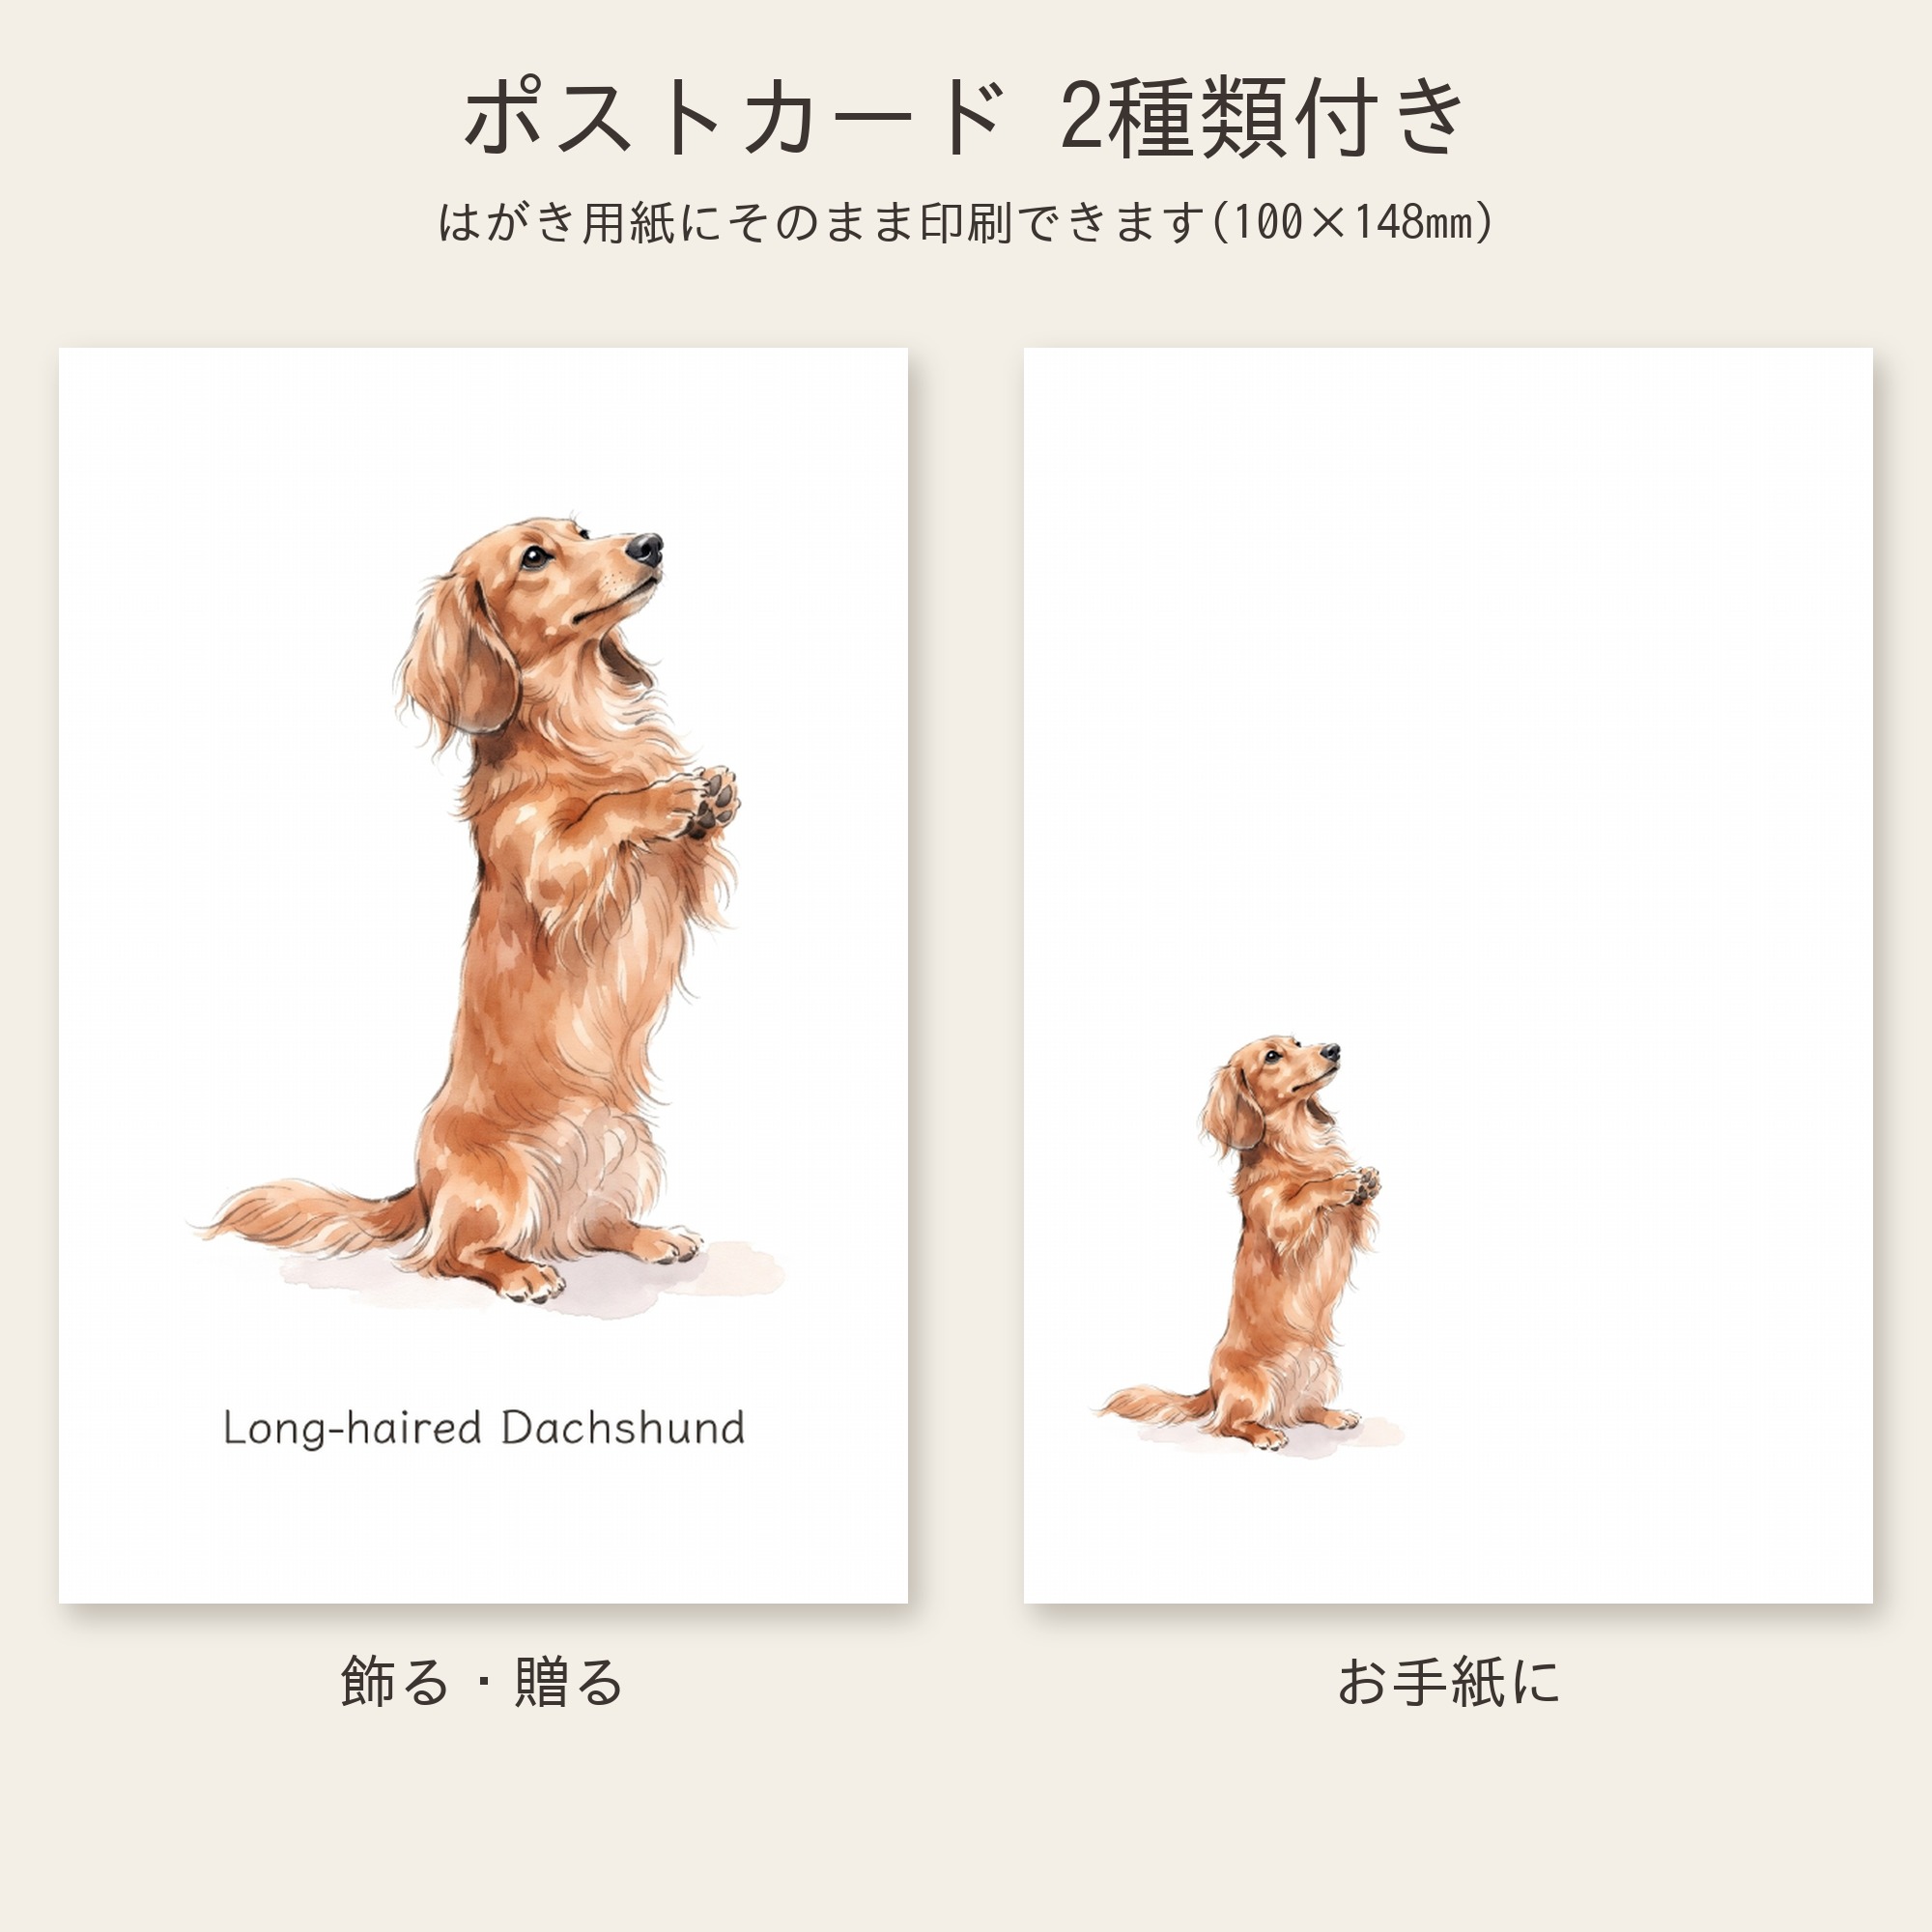 ポストカード 2種類付き
はがき用紙にそのまま印刷できます(100×148mm)
Long-haired Dachshund
飾る・贈る
お手紙に